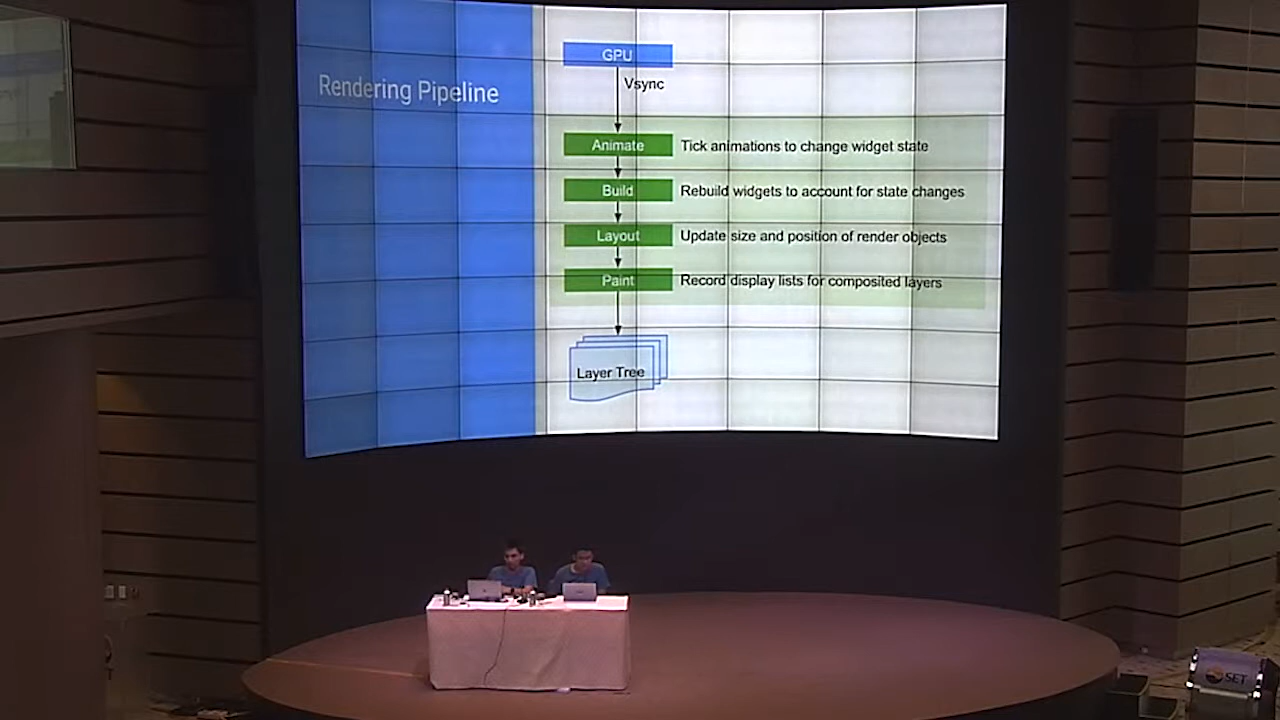 Rendering Pipeline
GPU
Vsync
Animate
Tick animations to change widget state
Build
Rebuild widgets to account for state changes
Layout
Update size and position of render objects
Paint
Record display lists for composited layers
Layer Tree
SET